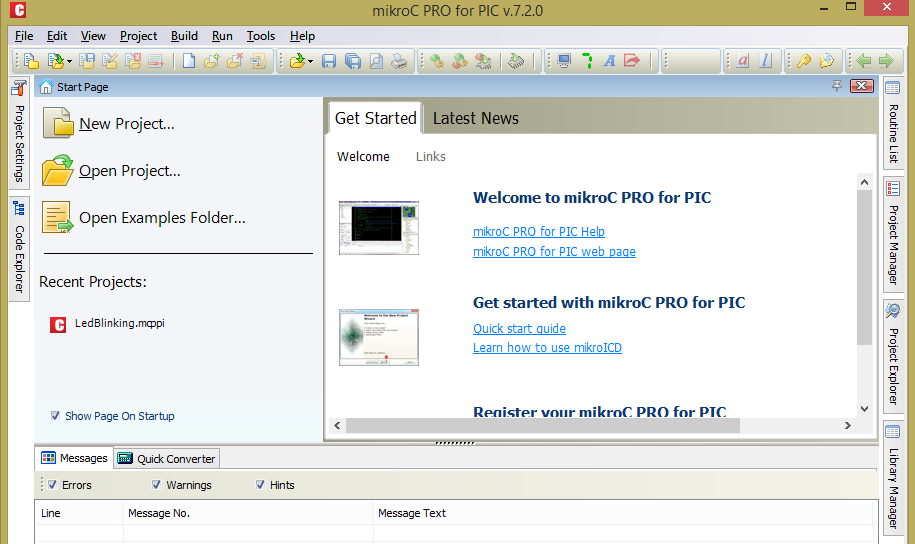 mikroC PRO for PIC v.7.2.0
File Edit View Project Build Run Tools Help
Start Page
Project Settings
Code Explorer
New Project...
Open Project...
Open Examples Folder...
Recent Projects:
LedBlinking.mcppi
Show Page On Startup
Get Started Latest News
Welcome Links
Welcome to mikroC PRO for PIC
mikroC PRO for PIC Help
mikroC PRO for PIC web page
Get started with mikroC PRO for PIC
Quick start guide
Learn how to use mikroICD
Register your mikroC PRO for PIC
Routine List
Project Manager
Project Explorer
Library Manager
Messages Quick Converter
Errors Warnings Hints
Line Message No. Message Text